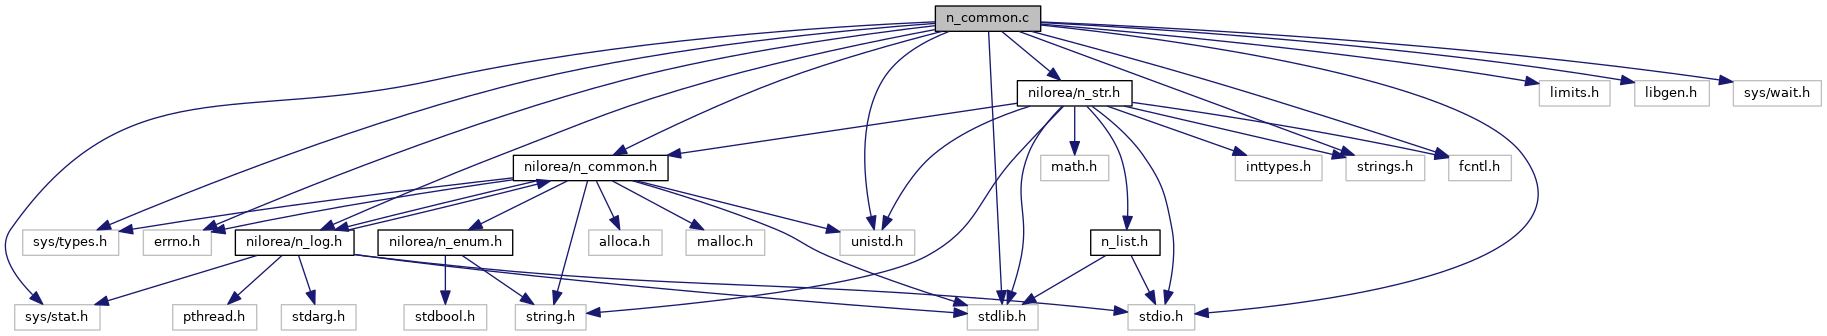 n_common.c
nilorea/n_str.h
limits.h
libgen.h
sys/wait.h
nilorea/n_common.h
math.h
inttypes.h
strings.h
fcntl.h
sys/types.h
errno.h
nilorea/n_log.h
nilorea/n_enum.h
alloca.h
malloc.h
unistd.h
n_list.h
sys/stat.h
pthread.h
stdarg.h
stdbool.h
string.h
stdlib.h
stdio.h